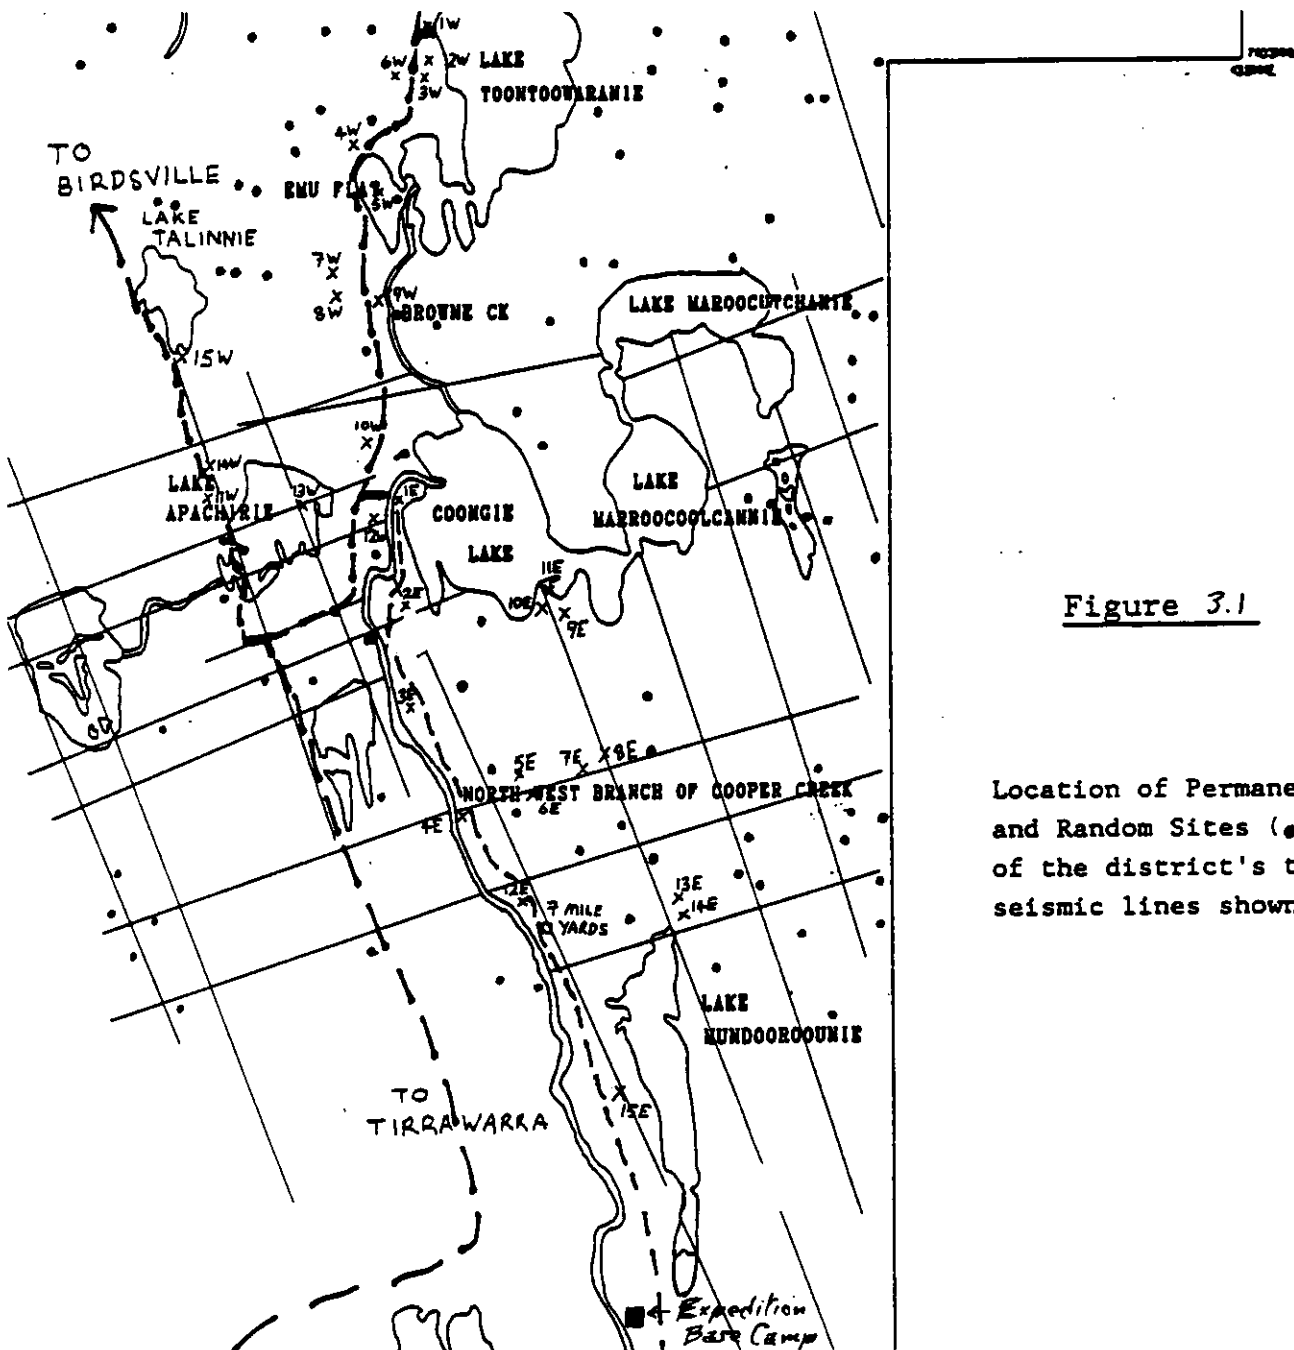 1W
6W
2W
LAKE
3W
TOONTOOWARANIE
4W
TO
BIRDSVILLE
EMU FLAT
5W
LAKE
TALINNIE
7W
8W
9W
BROWNE CK
LAKE MAROOCUTCHANIE
15W
10W
14W
LAKE
11W
13W
APACHIRIE
1E
12W
COONGIE
LAKE
LAKE
MARROOCOOLCANNIE
11E
2E
10E
9E
Figure 3.1
3E
5E
7E
8E
NORTH WEST BRANCH OF COOPER CREEK
6E
4E
Location of Permane
and Random Sites (
of the district's t
seismic lines shown
12E
7 MILE
YARDS
13E
14E
LAKE
MUNDOOROOUNIE
15E
TO
TIRRAWARRA
Expedition
Base Camp